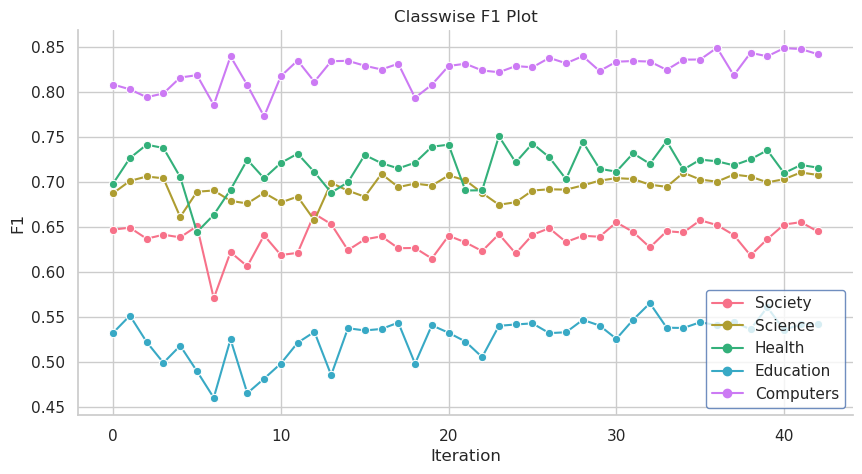 Classwise F1 Plot
F1
0.85
0.80
0.75
0.70
0.65
0.60
0.55
0.50
0.45
Society
Science
Health
Education
Computers
0 10 20 30 40
Iteration